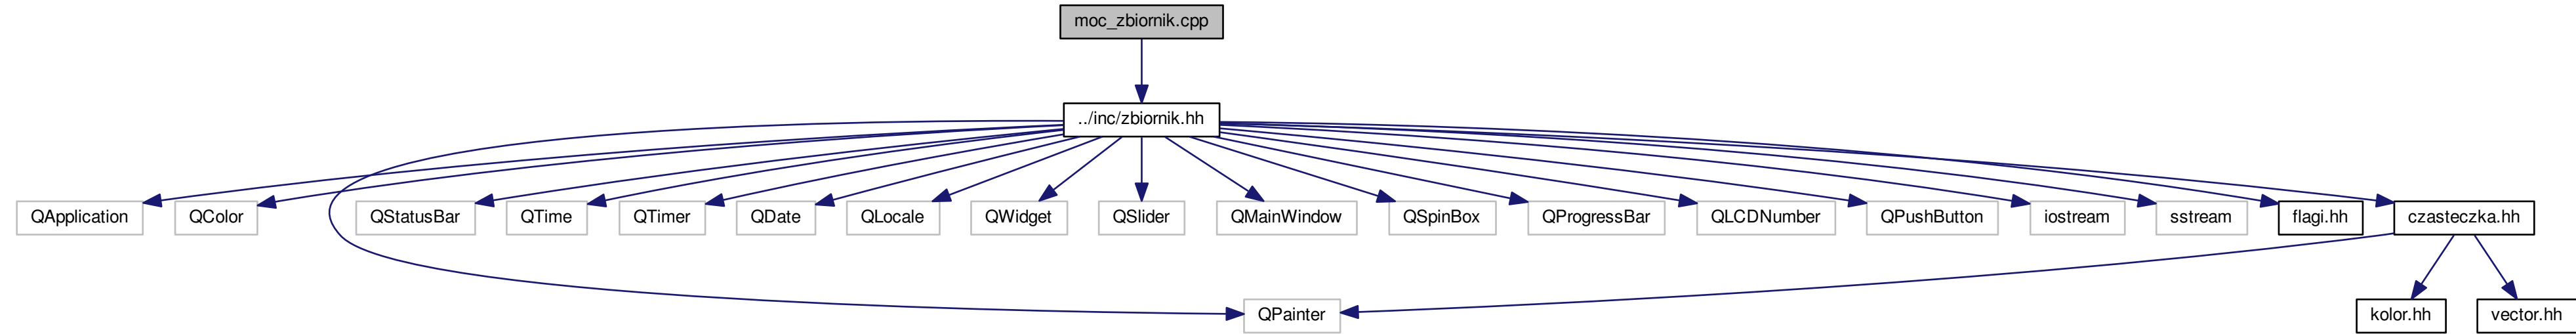 moc_zbiornik.cpp
../inc/zbiornik.hh
QApplication
QColor
QStatusBar
QTime
QTimer
QDate
QLocale
QWidget
QSlider
QMainWindow
QSpinBox
QProgressBar
QLCDNumber
QPushButton
iostream
sstream
flagi.hh
czasteczka.hh
QPainter
kolor.hh
vector.hh